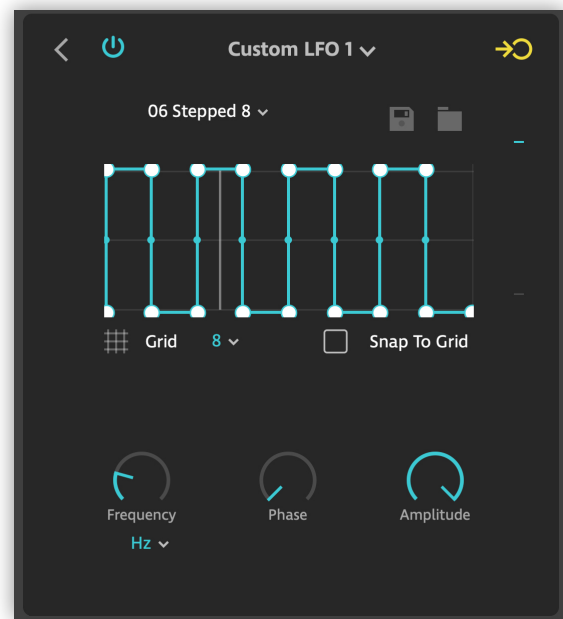 Custom LFO 1
06 Stepped 8
Grid 8 Snap To Grid
Frequency Phase Amplitude
Hz